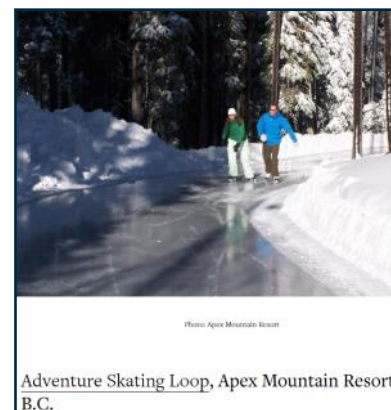 Photo: Apex Mountain Resort
Adventure Skating Loop, Apex Mountain Resort
B.C.